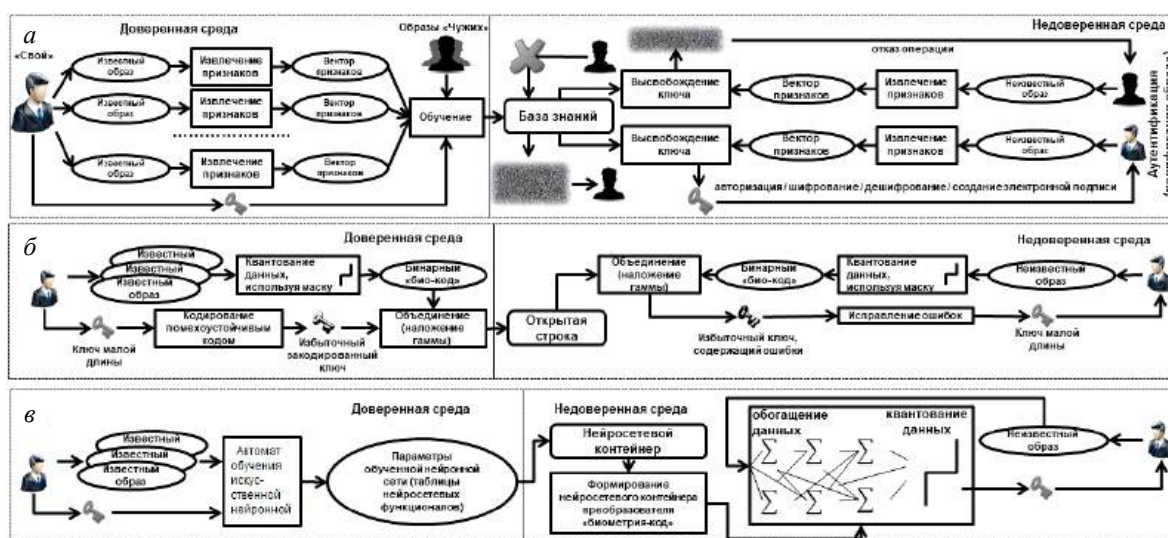 а
Доверенная среда
«Свой»
Образы «Чужих»
Известный
образ
Извлечение
признаков
Вектор
признаков
Известный
образ
Извлечение
признаков
Вектор
признаков
Известный
образ
Извлечение
признаков
Вектор
признаков
Обучение
Недоверенная среда
отказ операции
База знаний
Высвобождение
ключа
Вектор
признаков
Извлечение
признаков
Неизвестный
образ
Высвобождение
ключа
Вектор
признаков
Извлечение
признаков
Неизвестный
образ
Аутентификация
авторизация / шифрование / дешифрование / создание электронной подписи
б
Доверенная среда
Известный
Известный
Известный
образ
Квантование
данных,
используя маску
Бинарный
«био-код»
Ключ малой
длины
Кодирование
помехоустойчивым
кодом
Избыточный
закодированный
ключ
Объединение
(наложение
гаммы)
Недоверенная среда
Открытая
строка
Объединение
(наложение
гаммы)
Бинарный
«био-код»
Квантование
данных,
используя маску
Неизвестный
образ
Избыточный ключ,
содержащий ошибки
Исправление ошибок
Ключ малой
длины
в
Доверенная среда
Известный
Известный
Известный
образ
Автомат
обучения
искус-
ственной
нейронной
Параметры
обученной нейронной
сети (таблицы
нейросетевых
функционалов)
Недоверенная среда
Нейросетевой
контейнер
Формирование
нейросетевого контейнера
преобразователя
«биометрия-код»
обогащение
данных
квантование
данных
Σ Σ Σ
Σ Σ Σ
Неизвестный
образ